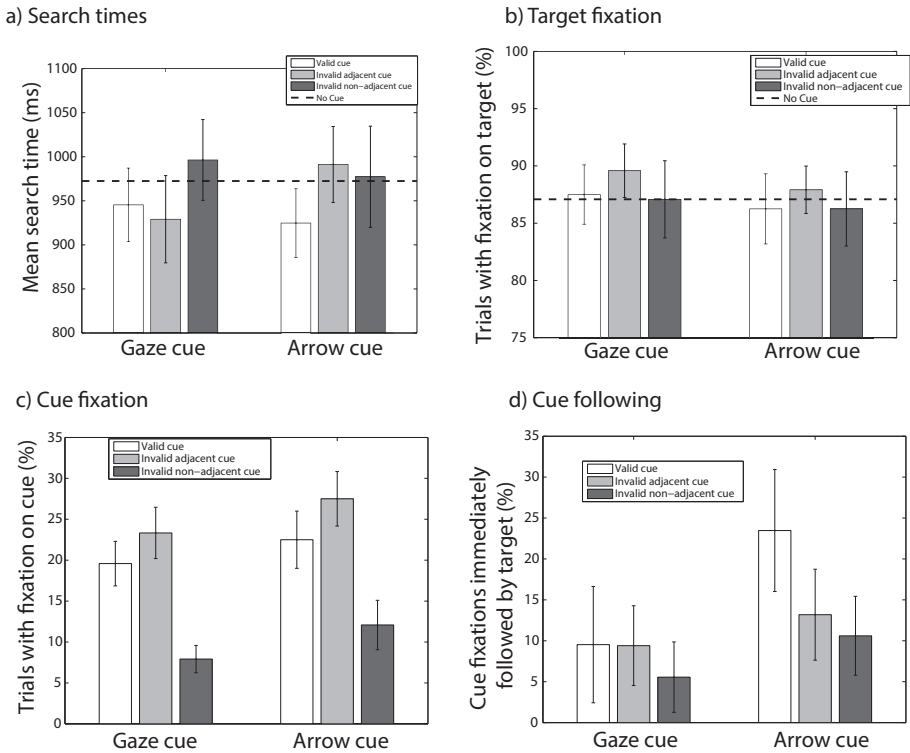 a) Search times
Mean search time (ms)
1100
1050
1000
950
900
850
800
Valid cue
Invalid adjacent cue
Invalid non−adjacent cue
No Cue
Gaze cue
Arrow cue
b) Target fixation
Trials with fixation on target (%)
100
95
90
85
80
75
Valid cue
Invalid adjacent cue
Invalid non−adjacent cue
No Cue
Gaze cue
Arrow cue
c) Cue fixation
Trials with fixation on cue (%)
35
30
25
20
15
10
5
0
Valid cue
Invalid adjacent cue
Invalid non−adjacent cue
Gaze cue
Arrow cue
d) Cue following
Cue fixations immediately
followed by target (%)
35
30
25
20
15
10
5
0
Valid cue
Invalid adjacent cue
Invalid non−adjacent cue
Gaze cue
Arrow cue